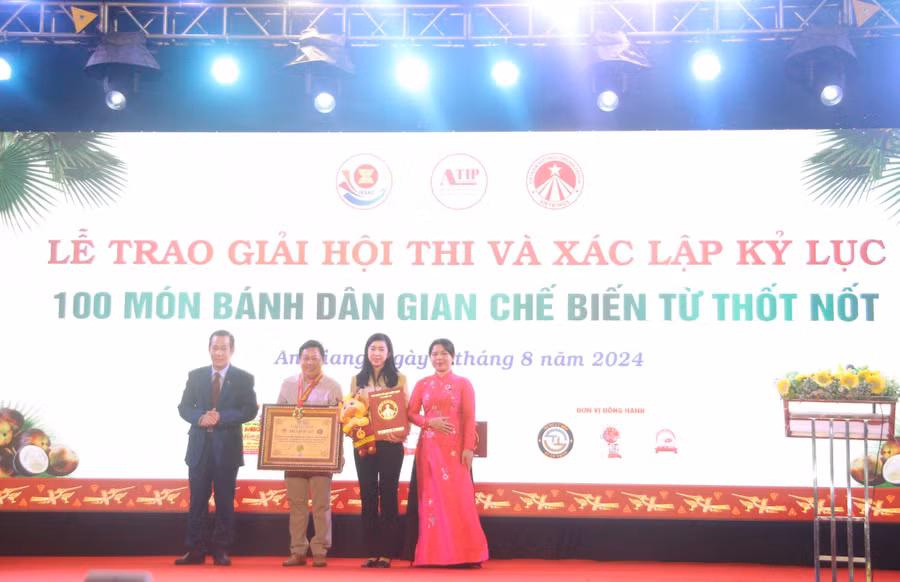 ATIP
LỄ TRAO GIẢI HỘI THI VÀ XÁC LẬP KỶ LỤC
100 MÓN BÁNH DÂN GIAN CHẾ BIẾN TỪ THỐT NỐT
An Giang, ngày tháng 8 năm 2024
ĐƠN VỊ ĐỒNG HÀNH